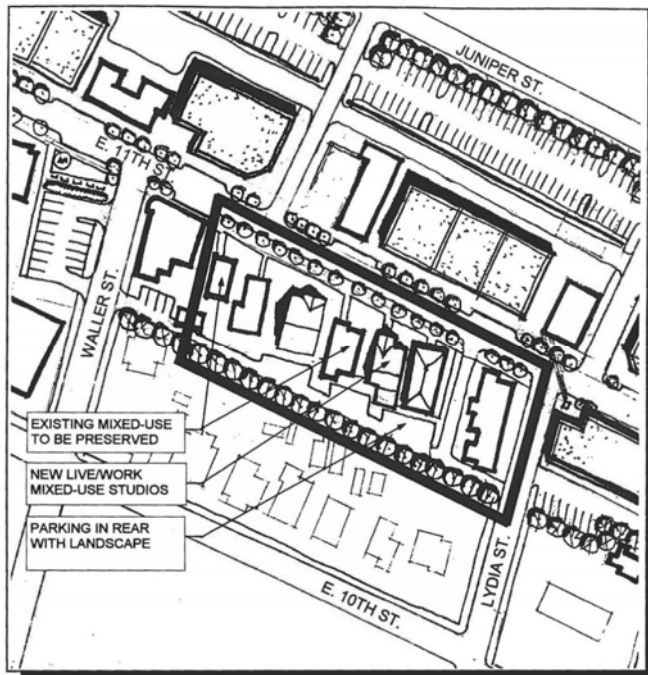 JUNIPER ST.
E. 11TH ST.
WALLER ST.
EXISTING MIXED-USE
TO BE PRESERVED
NEW LIVE/WORK
MIXED-USE STUDIOS
PARKING IN REAR
WITH LANDSCAPE
LYDIA ST.
E. 10TH ST.